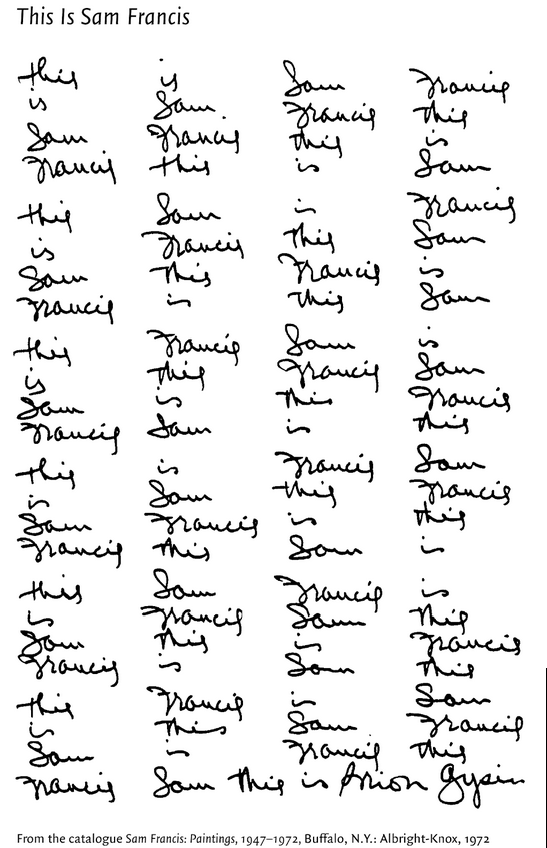 This Is Sam Francis
this is Sam Francis
is Sam Francis this
Sam Francis this is
Francis this is Sam
this Sam is Francis
is Francis this Sam
Sam this Francis is
Francis is this Sam
this Francis Sam is
is this Francis Sam
Sam is this Francis
Francis Sam is this
this is Francis Sam
is Sam this Francis
Sam Francis is this
Francis this Sam is
this Sam Francis is
is Francis Sam this
Sam this is Francis
Francis is Sam this
this Francis is Sam
is this Sam Francis
Sam is Francis this
Francis Sam this is Brion Gysin
From the catalogue Sam Francis: Paintings, 1947–1972, Buffalo, N.Y.: Albright-Knox, 1972